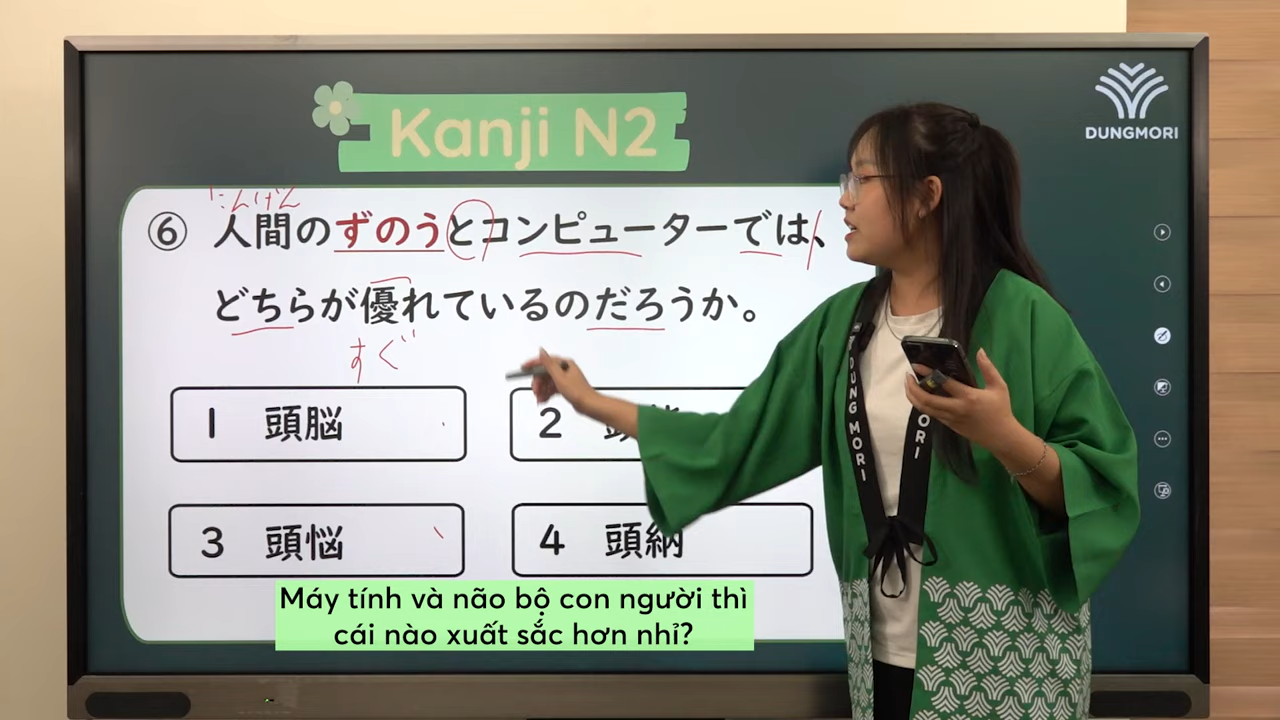 Kanji N2
DUNGMORI
にんげん
⑥ 人間のずのうとコンピューターでは、
どちらが優れているのだろうか。
すぐ
1 頭脳
2 頭
3 頭悩
4 頭納
DUNG MORI
ORI
Máy tính và não bộ con người thì
cái nào xuất sắc hơn nhỉ?